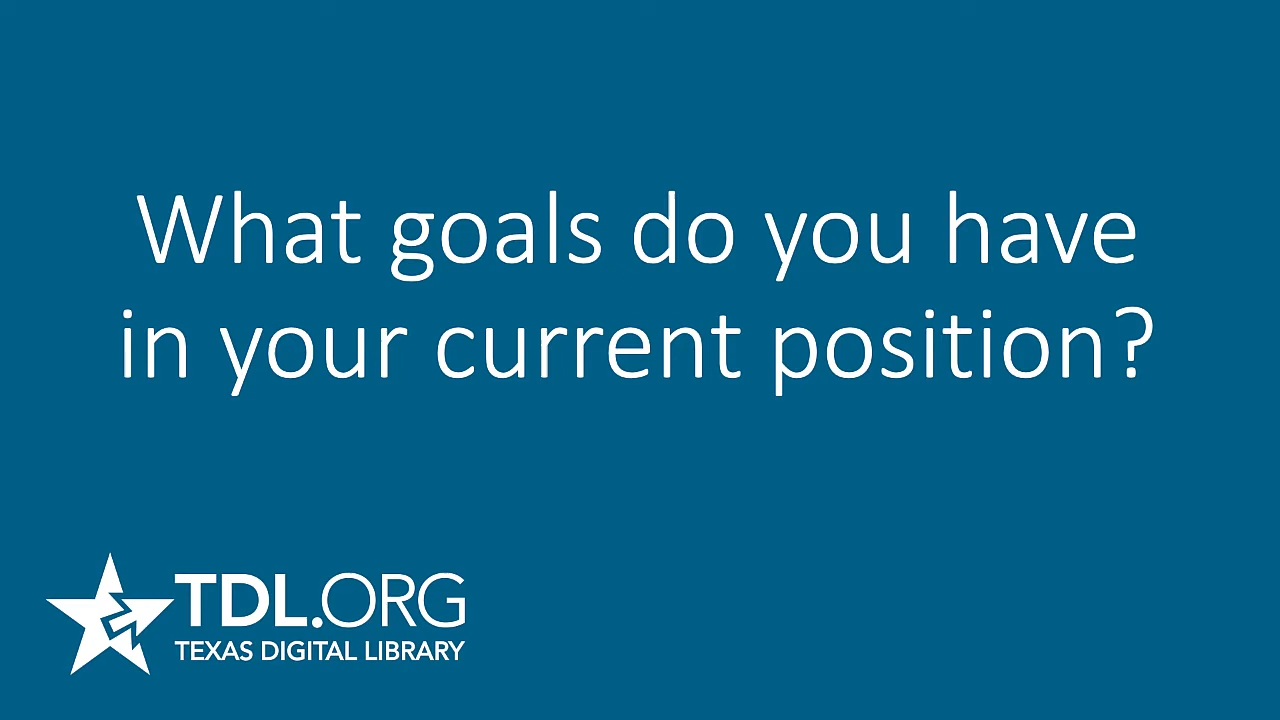 What goals do you have
in your current position?
TDL.ORG
TEXAS DIGITAL LIBRARY